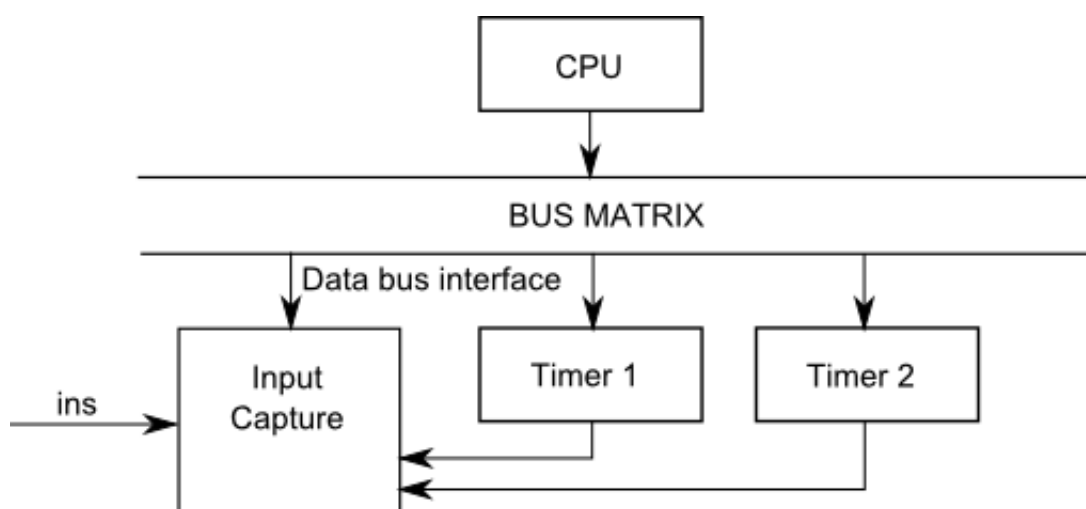 CPU
BUS MATRIX
Data bus interface
Input
Capture
Timer 1
Timer 2
ins